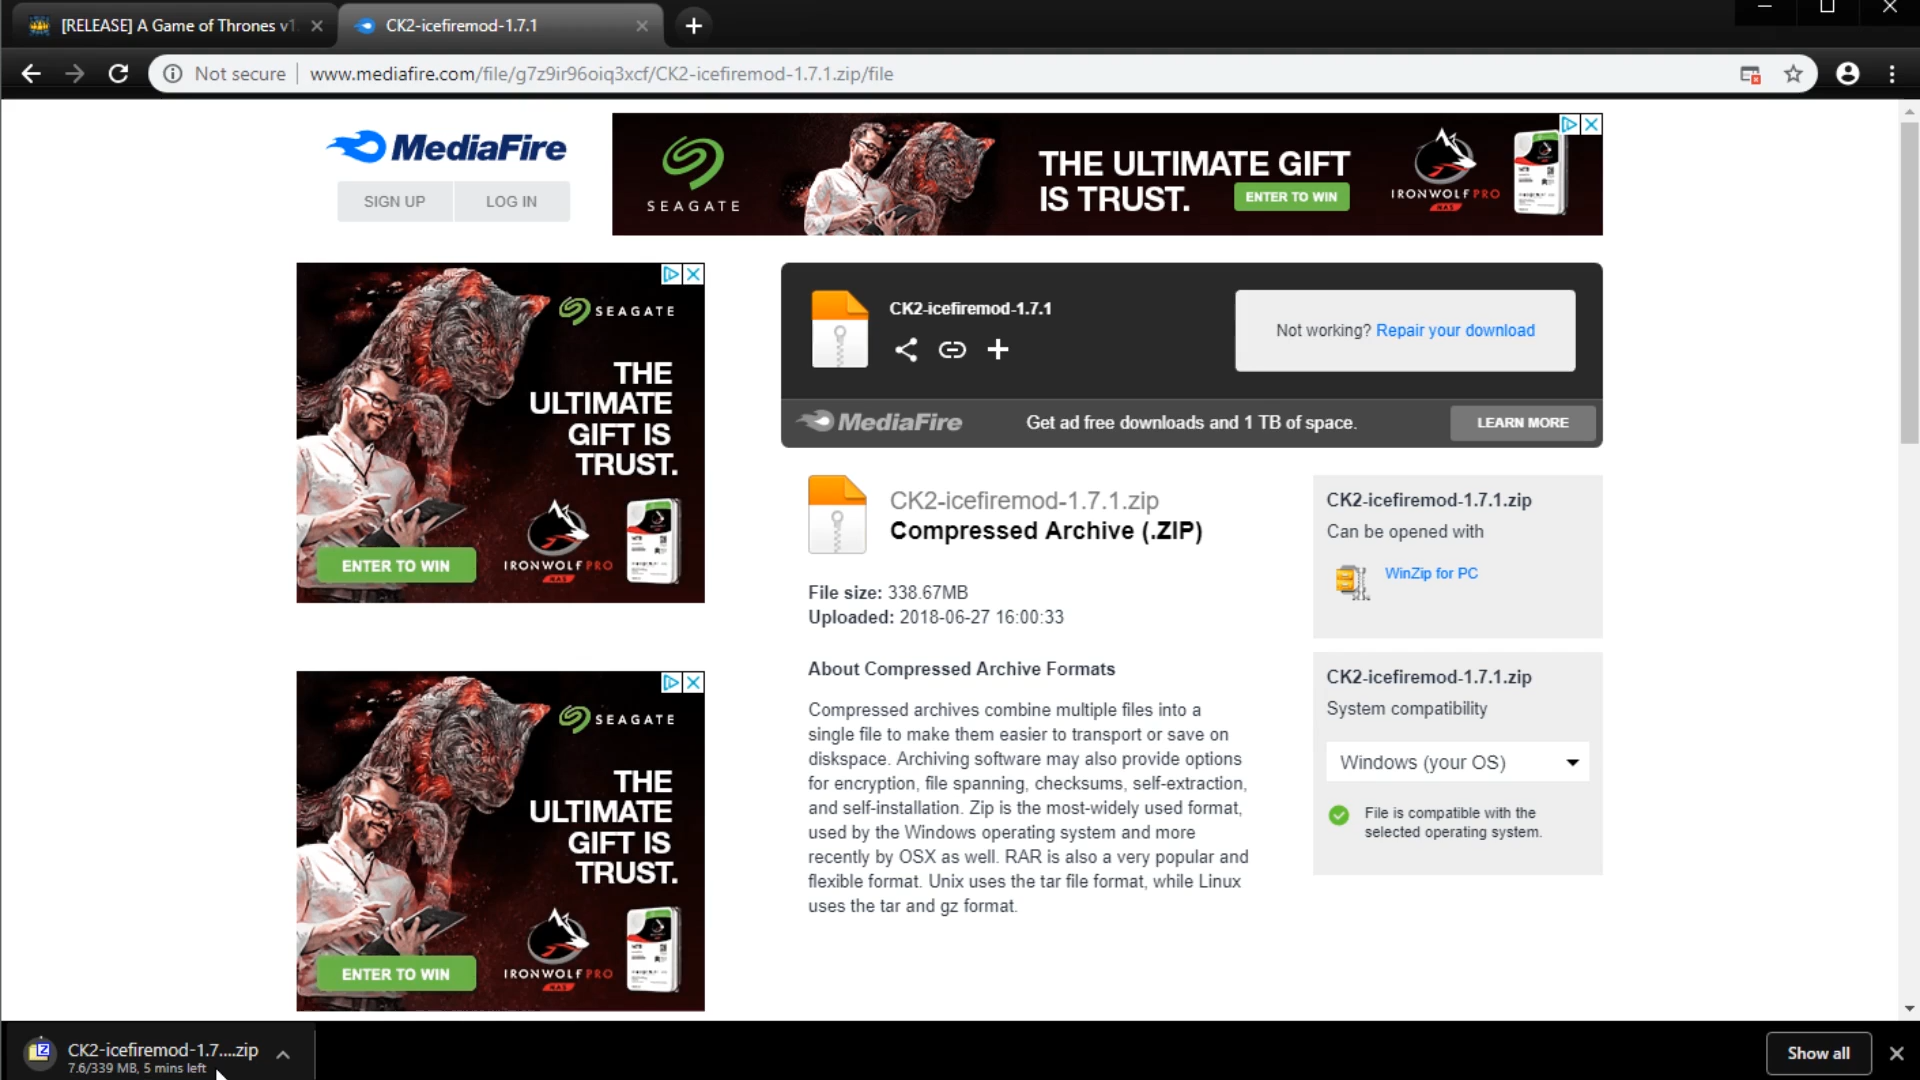 [RELEASE] A Game of Thrones v1
CK2-icefiremod-1.7.1
Not secure
www.mediafire.com/file/g7z9ir96oiq3xcf/CK2-icefiremod-1.7.1.zip/file
MediaFire
SIGN UP
LOG IN
SEAGATE
THE ULTIMATE GIFT
IS TRUST.
ENTER TO WIN
IRONWOLF PRO
NAS
SEAGATE
THE
ULTIMATE
GIFT IS
TRUST.
ENTER TO WIN
IRONWOLF PRO
NAS
CK2-icefiremod-1.7.1
Not working? Repair your download
MediaFire
Get ad free downloads and 1 TB of space.
LEARN MORE
CK2-icefiremod-1.7.1.zip
Compressed Archive (.ZIP)
File size: 338.67MB
Uploaded: 2018-06-27 16:00:33
About Compressed Archive Formats
Compressed archives combine multiple files into a
single file to make them easier to transport or save on
diskspace. Archiving software may also provide options
for encryption, file spanning, checksums, self-extraction,
and self-installation. Zip is the most-widely used format,
used by the Windows operating system and more
recently by OSX as well. RAR is also a very popular and
flexible format. Unix uses the tar file format, while Linux
uses the tar and gz format.
CK2-icefiremod-1.7.1.zip
Can be opened with
WinZip for PC
CK2-icefiremod-1.7.1.zip
System compatibility
Windows (your OS)
File is compatible with the
selected operating system.
SEAGATE
THE
ULTIMATE
GIFT IS
TRUST.
ENTER TO WIN
IRONWOLF PRO
NAS
CK2-icefiremod-1.7....zip
7.6/339 MB, 5 mins left
Show all